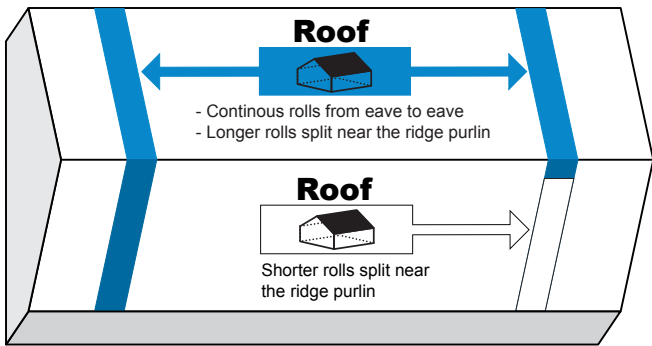 Roof
- Continous rolls from eave to eave
- Longer rolls split near the ridge purlin
Roof
Shorter rolls split near
the ridge purlin